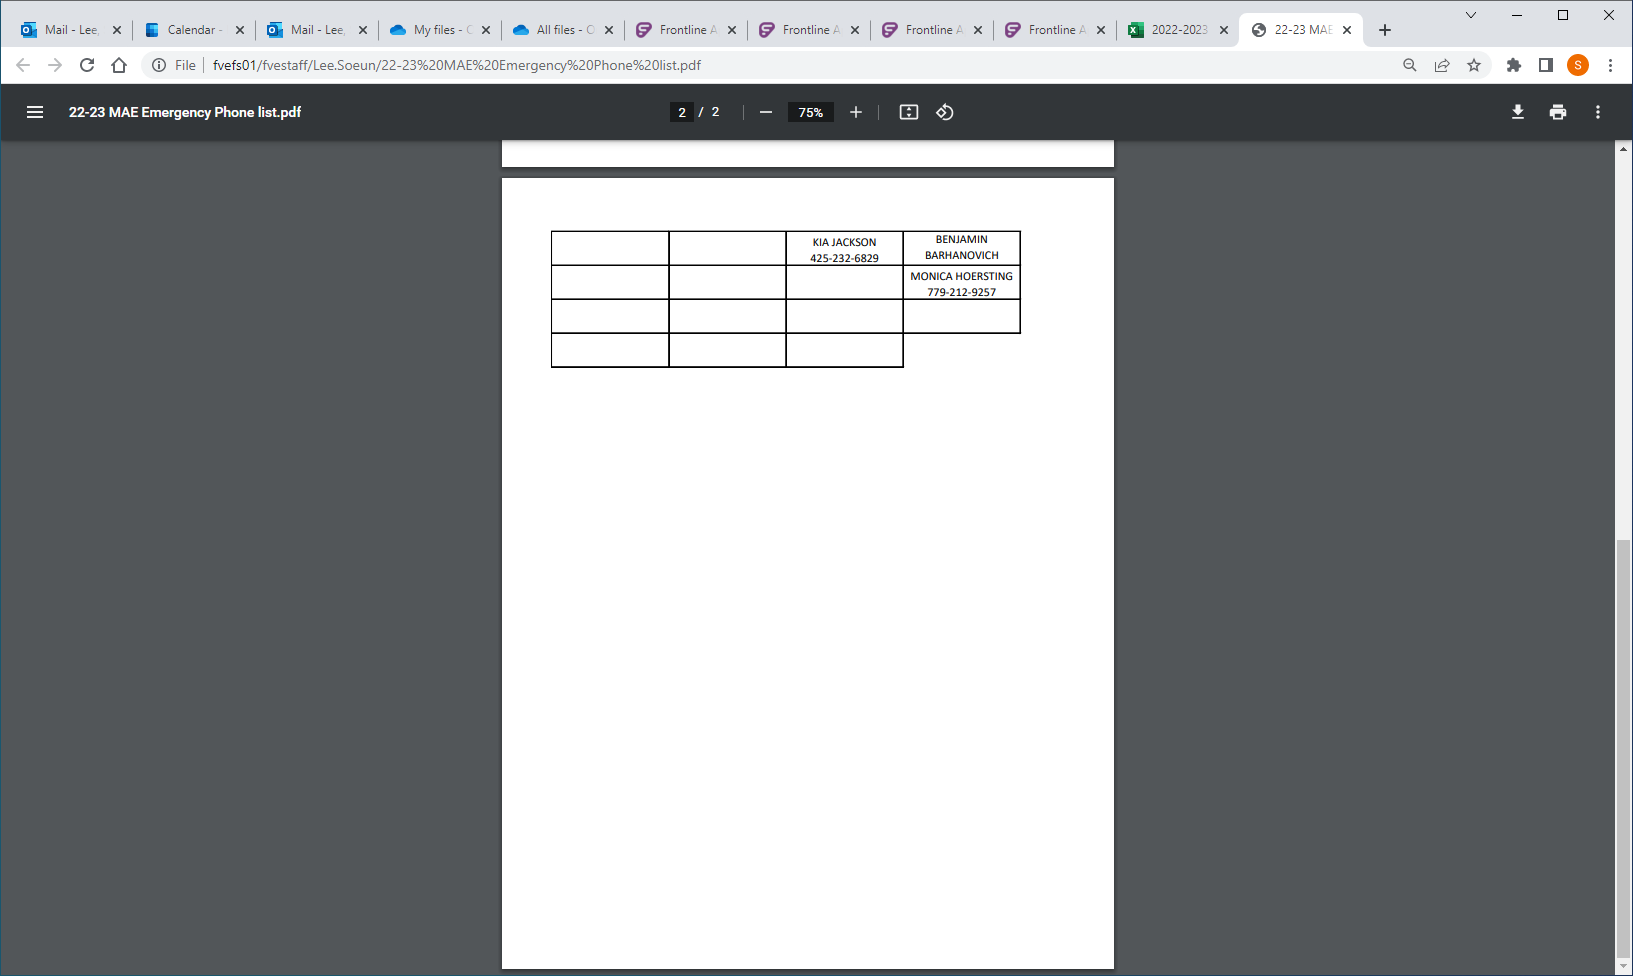 Mail - Lee,
Calendar -
Mail - Lee,
My files -
All files -
Frontline A
Frontline A
Frontline A
Frontline A
2022-2023
22-23 MAE
File
fvefs01/fvestaff/Lee.Soeun/22-23%20MAE%20Emergency%20Phone%20list.pdf
S
22-23 MAE Emergency Phone list.pdf
2 / 2
75%
KIA JACKSON
425-232-6829
BENJAMIN
BARHANOVICH
MONICA HOERSTING
779-212-9257